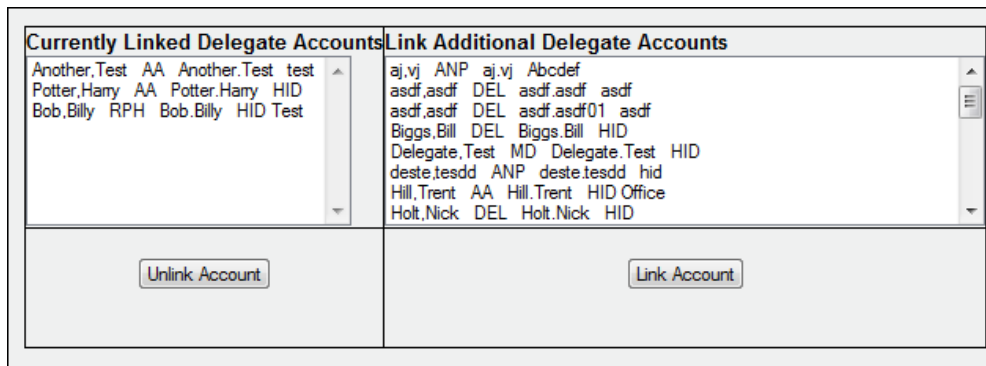 Currently Linked Delegate Accounts
Another,Test AA Another.Test test
Potter,Harry AA Potter.Harry HID
Bob,Billy RPH Bob.Billy HID Test
Unlink Account
Link Additional Delegate Accounts
aj,vj ANP aj.vj Abcdef
asdf,asdf DEL asdf.asdf asdf
asdf,asdf DEL asdf.asdf01 asdf
Biggs,Bill DEL Biggs.Bill HID
Delegate,Test MD Delegate.Test HID
deste,tesdd ANP deste.tesdd hid
Hill,Trent AA Hill.Trent HID Office
Holt,Nick DEL Holt.Nick HID
Link Account